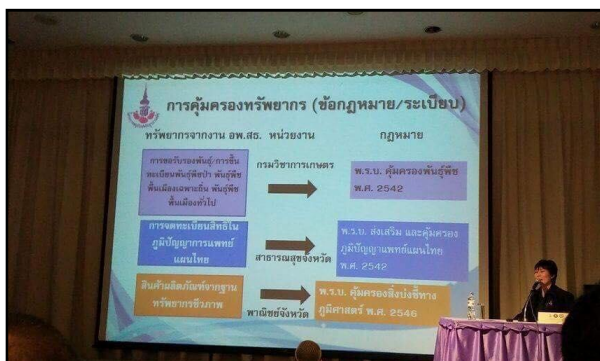 การคุ้มครองทรัพยากร (ข้อกฎหมาย/ระเบียบ)
ทรัพยากรจากงาน อพ.สธ. หน่วยงาน กฎหมาย
การขอรับรองพันธุ์/การขึ้น
ทะเบียนพันธุ์พืชป่า พันธุ์พืช
พื้นเมืองเฉพาะถิ่น พันธุ์พืช
พื้นเมืองทั่วไป
กรมวิชาการเกษตร
พ.ร.บ. คุ้มครองพันธุ์พืช
พ.ศ. 2542
การจดทะเบียนสิทธิใน
ภูมิปัญญาการแพทย์
แผนไทย
สาธารณสุขจังหวัด
พ.ร.บ. ส่งเสริม และคุ้มครอง
ภูมิปัญญาแพทย์แผนไทย
พ.ศ. 2542
สินค้าผลิตภัณฑ์จากฐาน
ทรัพยากรชีวภาพ
พาณิชย์จังหวัด
พ.ร.บ. คุ้มครองสิ่งบ่งชี้ทาง
ภูมิศาสตร์ พ.ศ. 2546